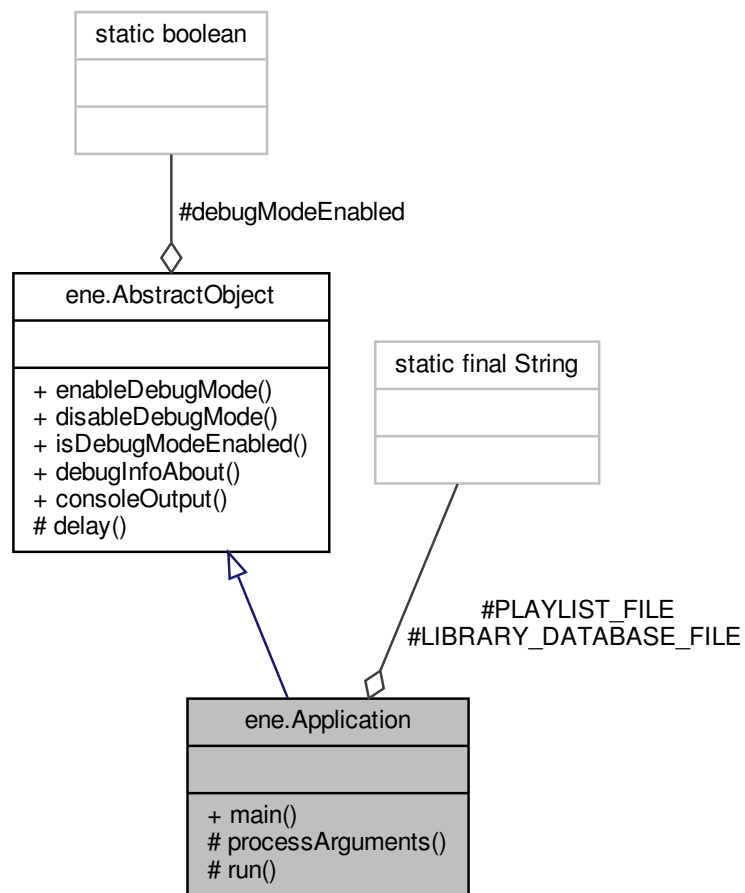 static boolean
#debugModeEnabled
ene.AbstractObject
+ enableDebugMode()
+ disableDebugMode()
+ isDebugModeEnabled()
+ debugInfoAbout()
+ consoleOutput()
# delay()
static final String
#PLAYLIST_FILE
#LIBRARY_DATABASE_FILE
ene.Application
+ main()
# processArguments()
# run()